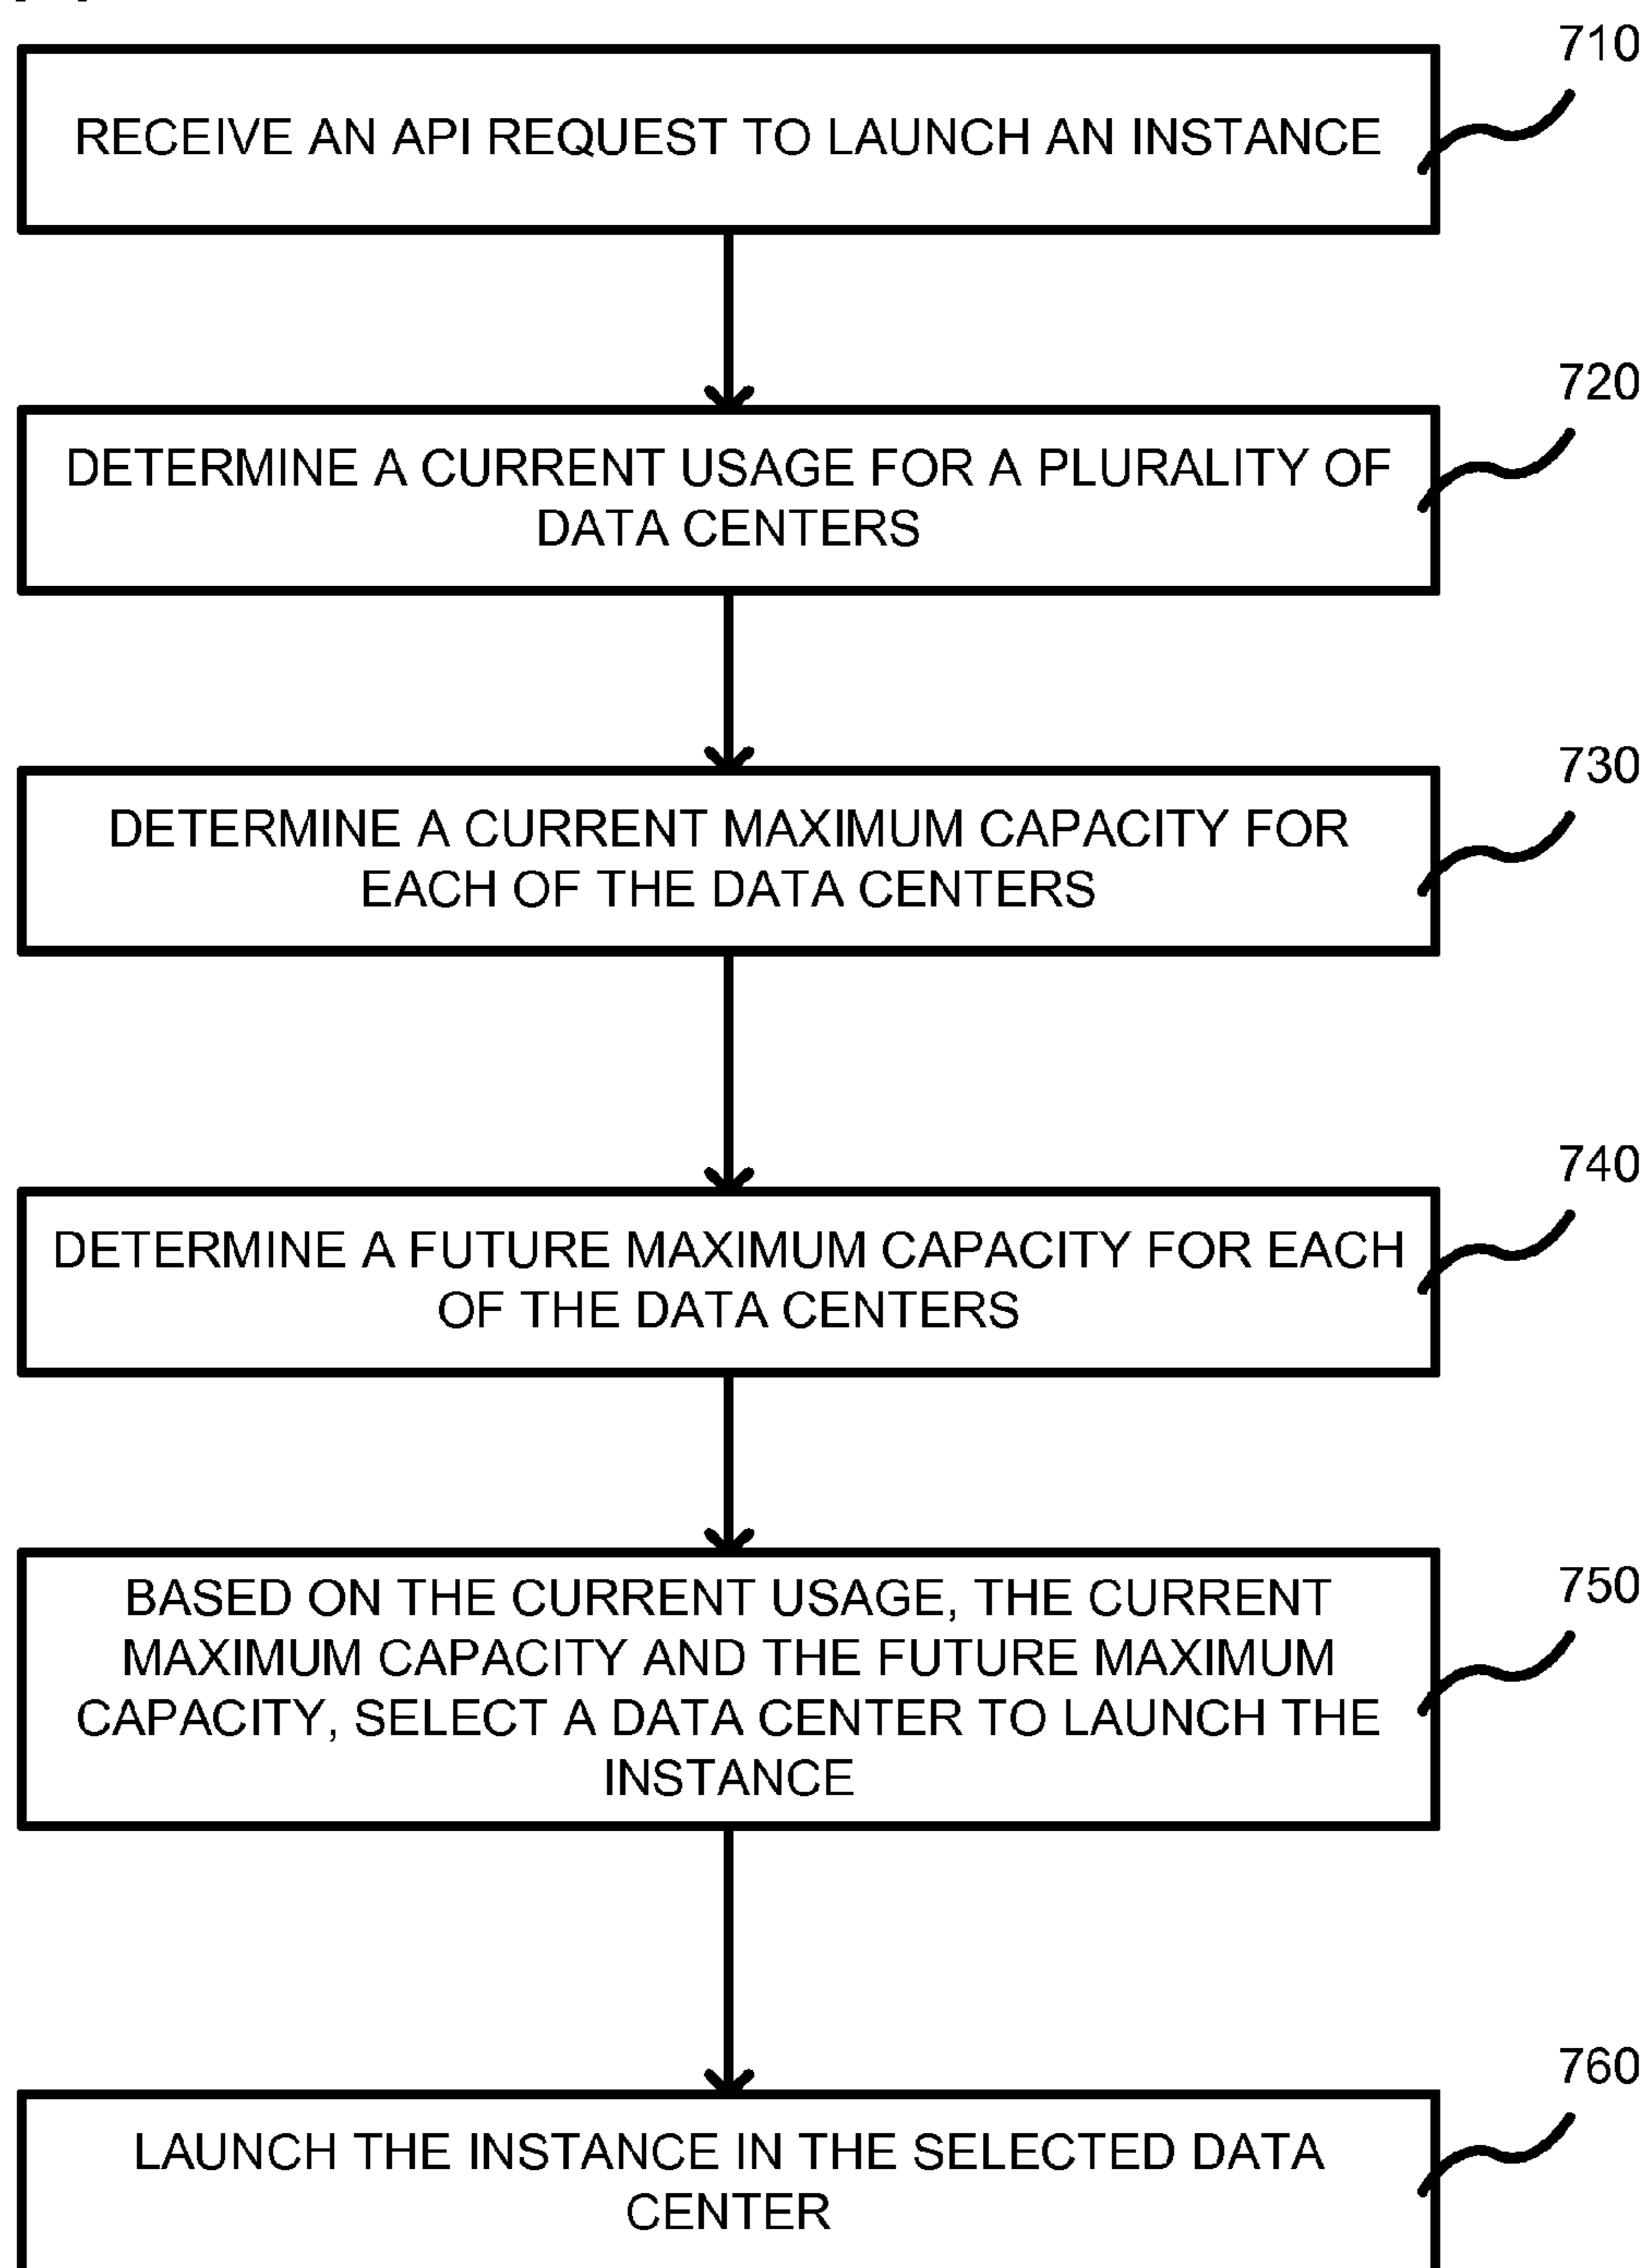 710
RECEIVE AN API REQUEST TO LAUNCH AN INSTANCE
720
DETERMINE A CURRENT USAGE FOR A PLURALITY OF
DATA CENTERS
730
DETERMINE A CURRENT MAXIMUM CAPACITY FOR
EACH OF THE DATA CENTERS
740
DETERMINE A FUTURE MAXIMUM CAPACITY FOR EACH
OF THE DATA CENTERS
750
BASED ON THE CURRENT USAGE, THE CURRENT
MAXIMUM CAPACITY AND THE FUTURE MAXIMUM
CAPACITY, SELECT A DATA CENTER TO LAUNCH THE
INSTANCE
760
LAUNCH THE INSTANCE IN THE SELECTED DATA
CENTER